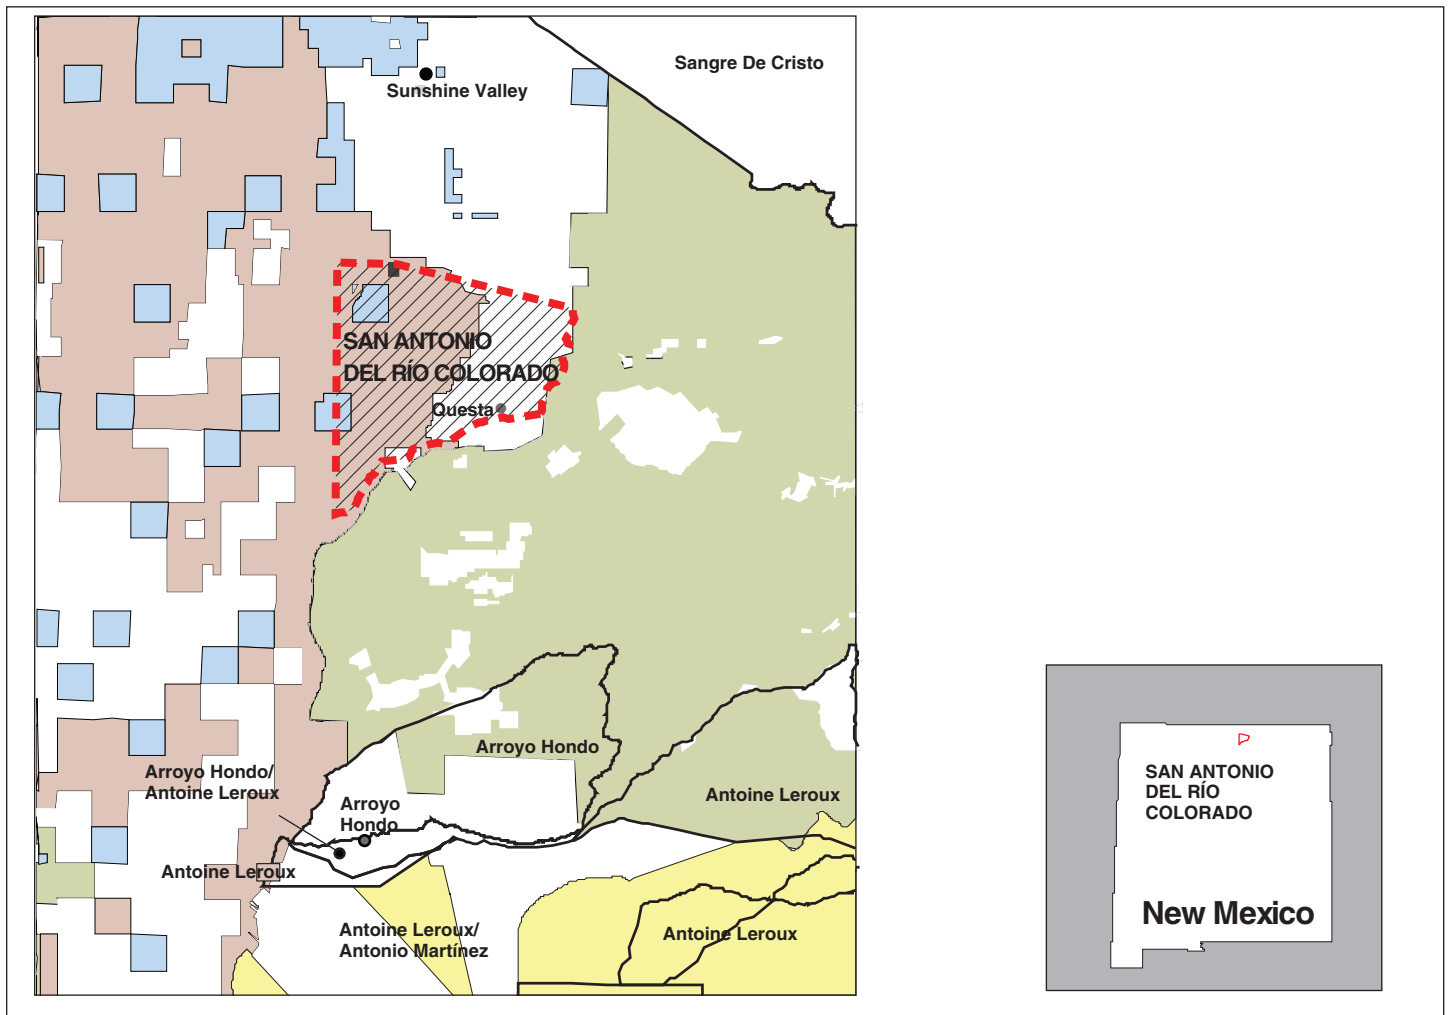 Sangre De Cristo
Sunshine Valley
SAN ANTONIO
DEL RÍO COLORADO
Questa
Arroyo Hondo
Arroyo Hondo/
Antoine Leroux
Arroyo
Hondo
Antoine Leroux
Antoine Leroux
Antoine Leroux/
Antonio Martínez
Antoine Leroux
SAN ANTONIO
DEL RÍO
COLORADO
New Mexico